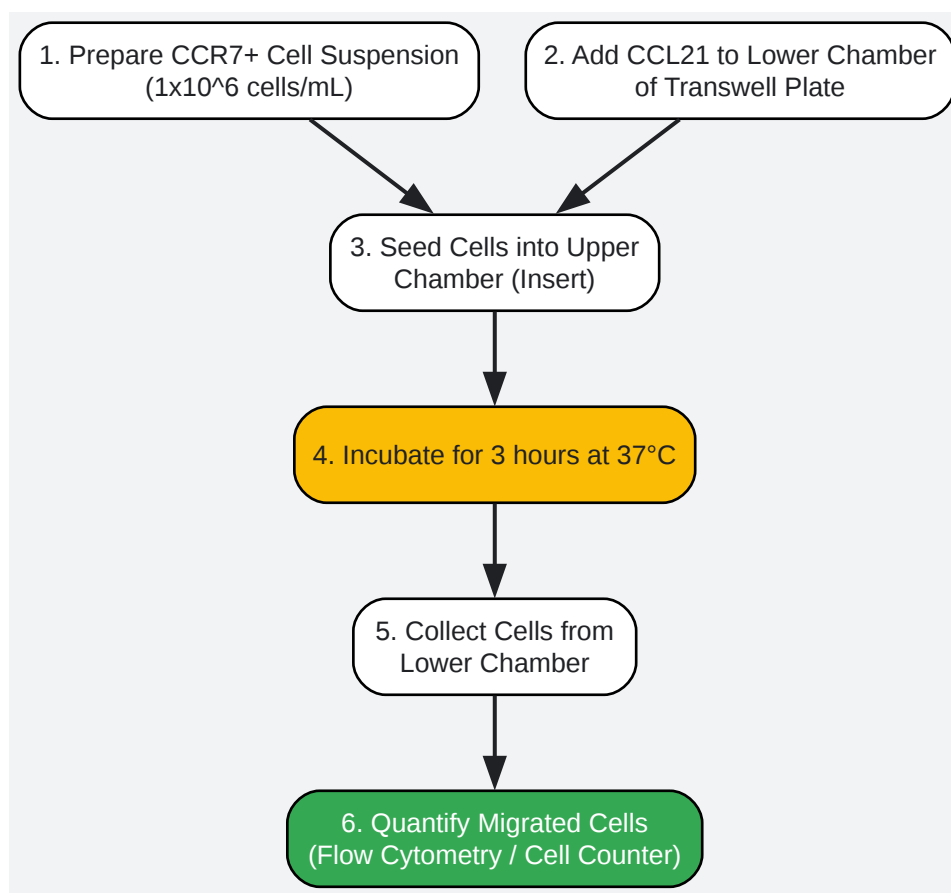 1. Prepare CCR7+ Cell Suspension
(1x10^6 cells/mL)
2. Add CCL21 to Lower Chamber
of Transwell Plate
3. Seed Cells into Upper
Chamber (Insert)
4. Incubate for 3 hours at 37°C
5. Collect Cells from
Lower Chamber
6. Quantify Migrated Cells
(Flow Cytometry / Cell Counter)